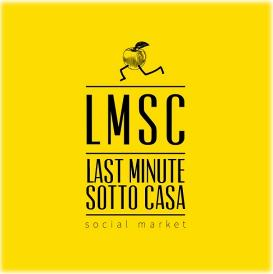 LMSC
LAST MINUTE
SOTTO CASA
social market